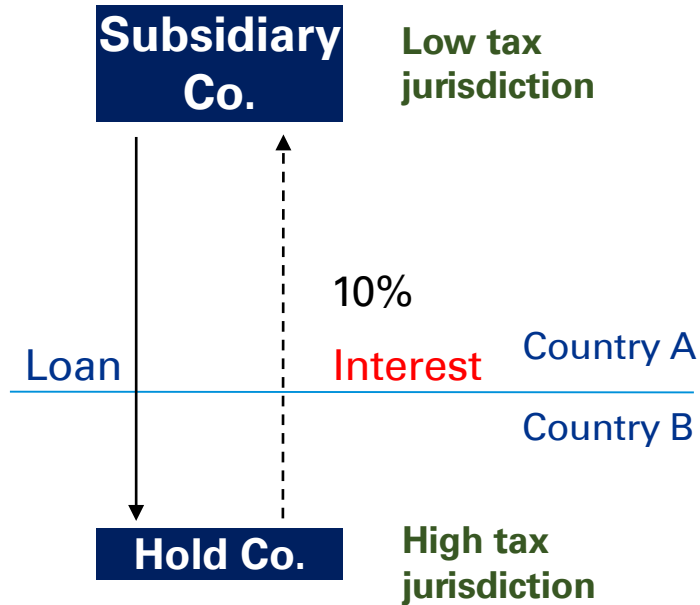 Subsidiary
Co.
Low tax
jurisdiction
10%
Loan
Interest
Country A
Country B
Hold Co.
High tax
jurisdiction